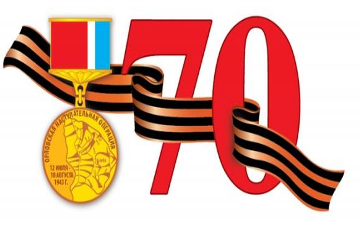 70
ОРЛОВСКАЯ НАСТУПАТЕЛЬНАЯ ОПЕРАЦИЯ
12 ИЮЛЯ -
18 АВГУСТА
1943 Г.